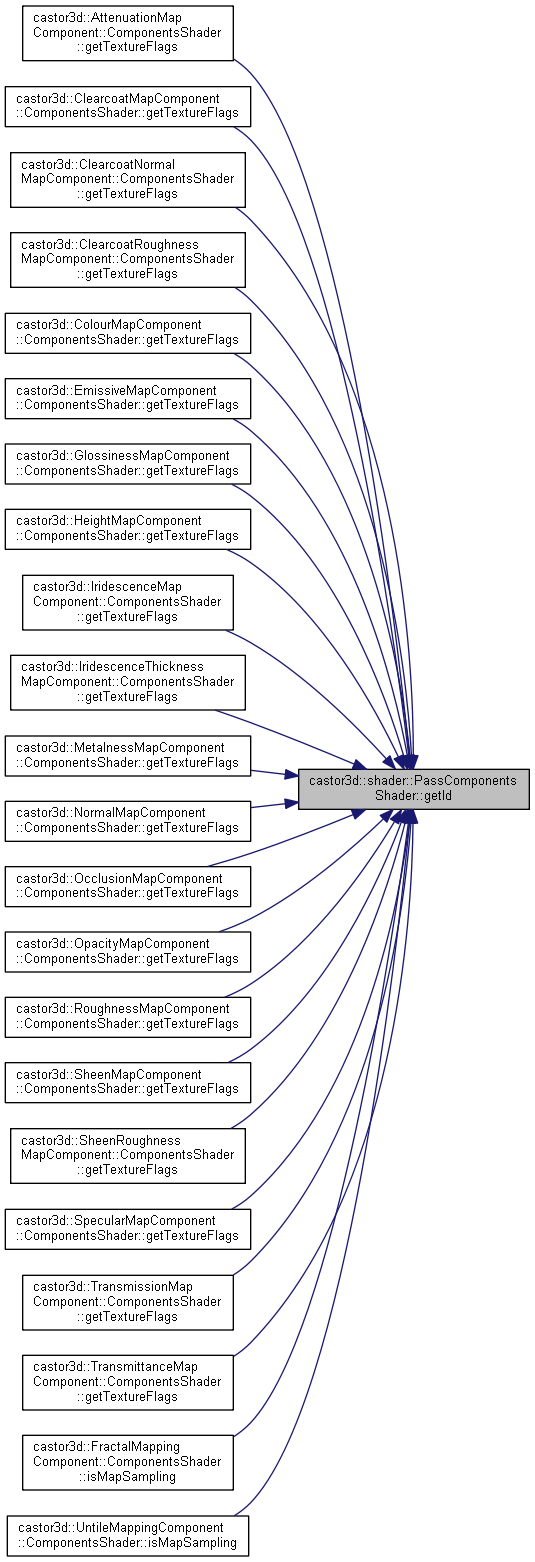 castor3d::AttenuationMap
Component::ComponentsShader
::getTextureFlags
castor3d::ClearcoatMapComponent
::ComponentsShader::getTextureFlags
castor3d::ClearcoatNormal
MapComponent::ComponentsShader
::getTextureFlags
castor3d::ClearcoatRoughness
MapComponent::ComponentsShader
::getTextureFlags
castor3d::ColourMapComponent
::ComponentsShader::getTextureFlags
castor3d::EmissiveMapComponent
::ComponentsShader::getTextureFlags
castor3d::GlossinessMapComponent
::ComponentsShader::getTextureFlags
castor3d::HeightMapComponent
::ComponentsShader::getTextureFlags
castor3d::IridescenceMap
Component::ComponentsShader
::getTextureFlags
castor3d::IridescenceThickness
MapComponent::ComponentsShader
::getTextureFlags
castor3d::MetalnessMapComponent
::ComponentsShader::getTextureFlags
castor3d::shader::PassComponents
Shader::getId
castor3d::NormalMapComponent
::ComponentsShader::getTextureFlags
castor3d::OcclusionMapComponent
::ComponentsShader::getTextureFlags
castor3d::OpacityMapComponent
::ComponentsShader::getTextureFlags
castor3d::RoughnessMapComponent
::ComponentsShader::getTextureFlags
castor3d::SheenMapComponent
::ComponentsShader::getTextureFlags
castor3d::SheenRoughness
MapComponent::ComponentsShader
::getTextureFlags
castor3d::SpecularMapComponent
::ComponentsShader::getTextureFlags
castor3d::TransmissionMap
Component::ComponentsShader
::getTextureFlags
castor3d::TransmittanceMap
Component::ComponentsShader
::getTextureFlags
castor3d::FractalMapping
Component::ComponentsShader
::isMapSampling
castor3d::UntileMappingComponent
::ComponentsShader::isMapSampling